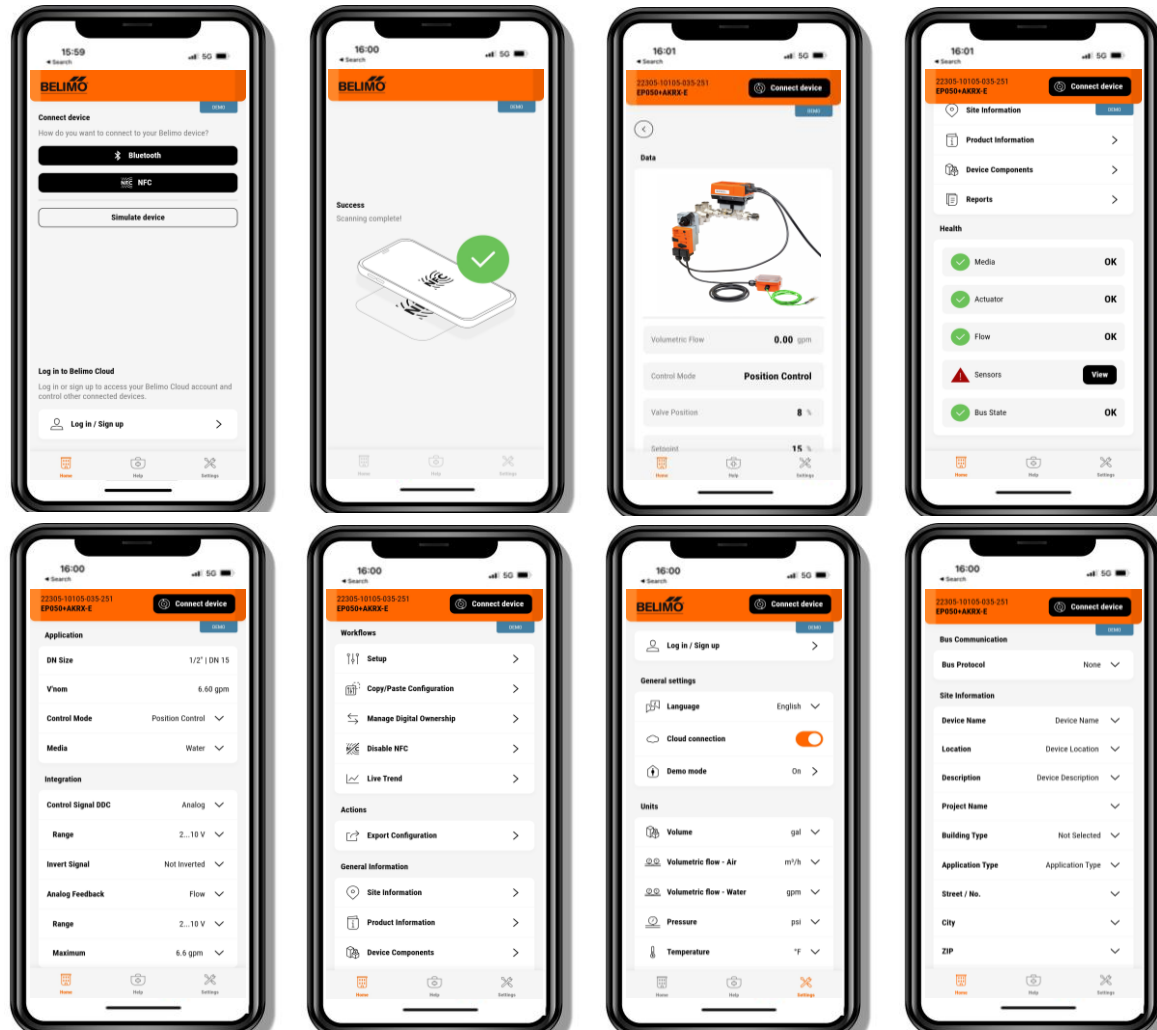 15:59
◄ Search
5G
BELIMO
DEMO
Connect device
How do you want to connect to your Belimo device?
Bluetooth
NFC NFC
Simulate device
Log in to Belimo Cloud
Log in or sign up to access your Belimo Cloud account and
control other connected devices.
Log in / Sign up
Home Help Settings
16:00
◄ Search
5G
BELIMO
DEMO
Success
Scanning complete!
NFC
Home Help Settings
16:01
◄ Search
5G
22305-10105-035-251
EP050+AKRX-E
Connect device
DEMO
Data
Volumetric Flow 0.00 gpm
Control Mode Position Control
Valve Position 8 %
Setpoint 15 %
Home Help Settings
16:01
◄ Search
5G
22305-10105-035-251
EP050+AKRX-E
Connect device
DEMO
Site Information
Product Information
Device Components
Reports
Health
Media OK
Actuator OK
Flow OK
Sensors View
Bus State OK
Home Help Settings
16:00
◄ Search
5G
22305-10105-035-251
EP050+AKRX-E
Connect device
DEMO
Application
DN Size 1/2" | DN 15
V'nom 6.60 gpm
Control Mode Position Control
Media Water
Integration
Control Signal DDC Analog
Range 2...10 V
Invert Signal Not Inverted
Analog Feedback Flow
Range 2...10 V
Maximum 6.6 gpm
Home Help Settings
16:00
◄ Search
5G
22305-10105-035-251
EP050+AKRX-E
Connect device
DEMO
Workflows
Setup
Copy/Paste Configuration
Manage Digital Ownership
Disable NFC
Live Trend
Actions
Export Configuration
General Information
Site Information
Product Information
Device Components
Home Help Settings
16:00
◄ Search
5G
BELIMO
Connect device
DEMO
Log in / Sign up
General settings
Language English
Cloud connection
Demo mode On
Units
Volume gal
Volumetric flow - Air m³/h
Volumetric flow - Water gpm
Pressure psi
Temperature °F
Home Help Settings
16:00
◄ Search
5G
22305-10105-035-251
EP050+AKRX-E
Connect device
DEMO
Bus Communication
Bus Protocol None
Site Information
Device Name Device Name
Location Device Location
Description Device Description
Project Name
Building Type Not Selected
Application Type Application Type
Street / No.
City
ZIP
Home Help Settings